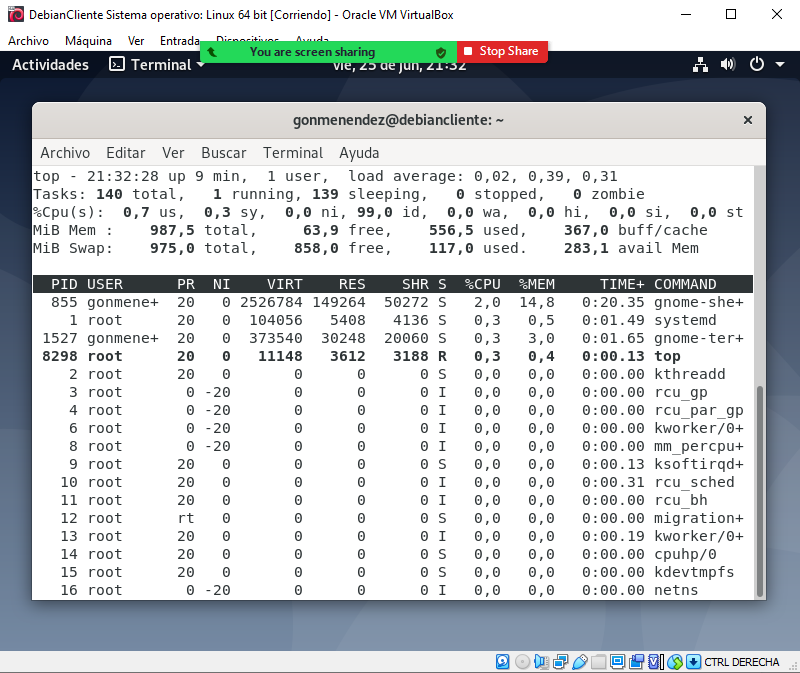 DebianCliente Sistema operativo: Linux 64 bit [Corriendo] - Oracle VM VirtualBox
Archivo Máquina Ver Entrada Dispositivos Ayuda
You are screen sharing Stop Share
Actividades Terminal vie, 25 de jun, 21:32
gonmenendez@debiancliente: ~
Archivo Editar Ver Buscar Terminal Ayuda
top - 21:32:28 up 9 min, 1 user, load average: 0,02, 0,39, 0,31
Tasks: 140 total, 1 running, 139 sleeping, 0 stopped, 0 zombie
%Cpu(s): 0,7 us, 0,3 sy, 0,0 ni, 99,0 id, 0,0 wa, 0,0 hi, 0,0 si, 0,0 st
MiB Mem : 987,5 total, 63,9 free, 556,5 used, 367,0 buff/cache
MiB Swap: 975,0 total, 858,0 free, 117,0 used. 283,1 avail Mem
PID USER PR NI VIRT RES SHR S %CPU %MEM TIME+ COMMAND
855 gonmene+ 20 0 2526784 149264 50272 S 2,0 14,8 0:20.35 gnome-she+
1 root 20 0 104056 5408 4136 S 0,3 0,5 0:01.49 systemd
1527 gonmene+ 20 0 373540 30248 20060 S 0,3 3,0 0:01.65 gnome-ter+
8298 root 20 0 11148 3612 3188 R 0,3 0,4 0:00.13 top
2 root 20 0 0 0 0 S 0,0 0,0 0:00.00 kthreadd
3 root 0 -20 0 0 0 I 0,0 0,0 0:00.00 rcu_gp
4 root 0 -20 0 0 0 I 0,0 0,0 0:00.00 rcu_par_gp
6 root 0 -20 0 0 0 I 0,0 0,0 0:00.00 kworker/0+
8 root 0 -20 0 0 0 I 0,0 0,0 0:00.00 mm_percpu+
9 root 20 0 0 0 0 S 0,0 0,0 0:00.13 ksoftirqd+
10 root 20 0 0 0 0 I 0,0 0,0 0:00.31 rcu_sched
11 root 20 0 0 0 0 I 0,0 0,0 0:00.00 rcu_bh
12 root rt 0 0 0 0 S 0,0 0,0 0:00.00 migration+
13 root 20 0 0 0 0 I 0,0 0,0 0:00.19 kworker/0+
14 root 20 0 0 0 0 S 0,0 0,0 0:00.00 cpuhp/0
15 root 20 0 0 0 0 S 0,0 0,0 0:00.00 kdevtmpfs
16 root 0 -20 0 0 0 I 0,0 0,0 0:00.00 netns
CTRL DERECHA